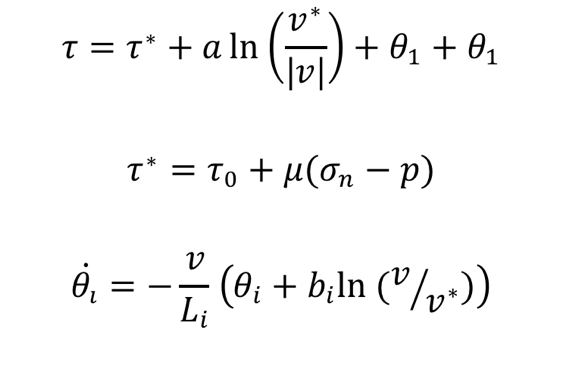 τ = τ* + a ln (v*/|v|) + θ₁ + θ₁
τ* = τ₀ + μ(σₙ − p)
θ̇ᵢ = −v/Lᵢ (θᵢ + bᵢln (v/v*))